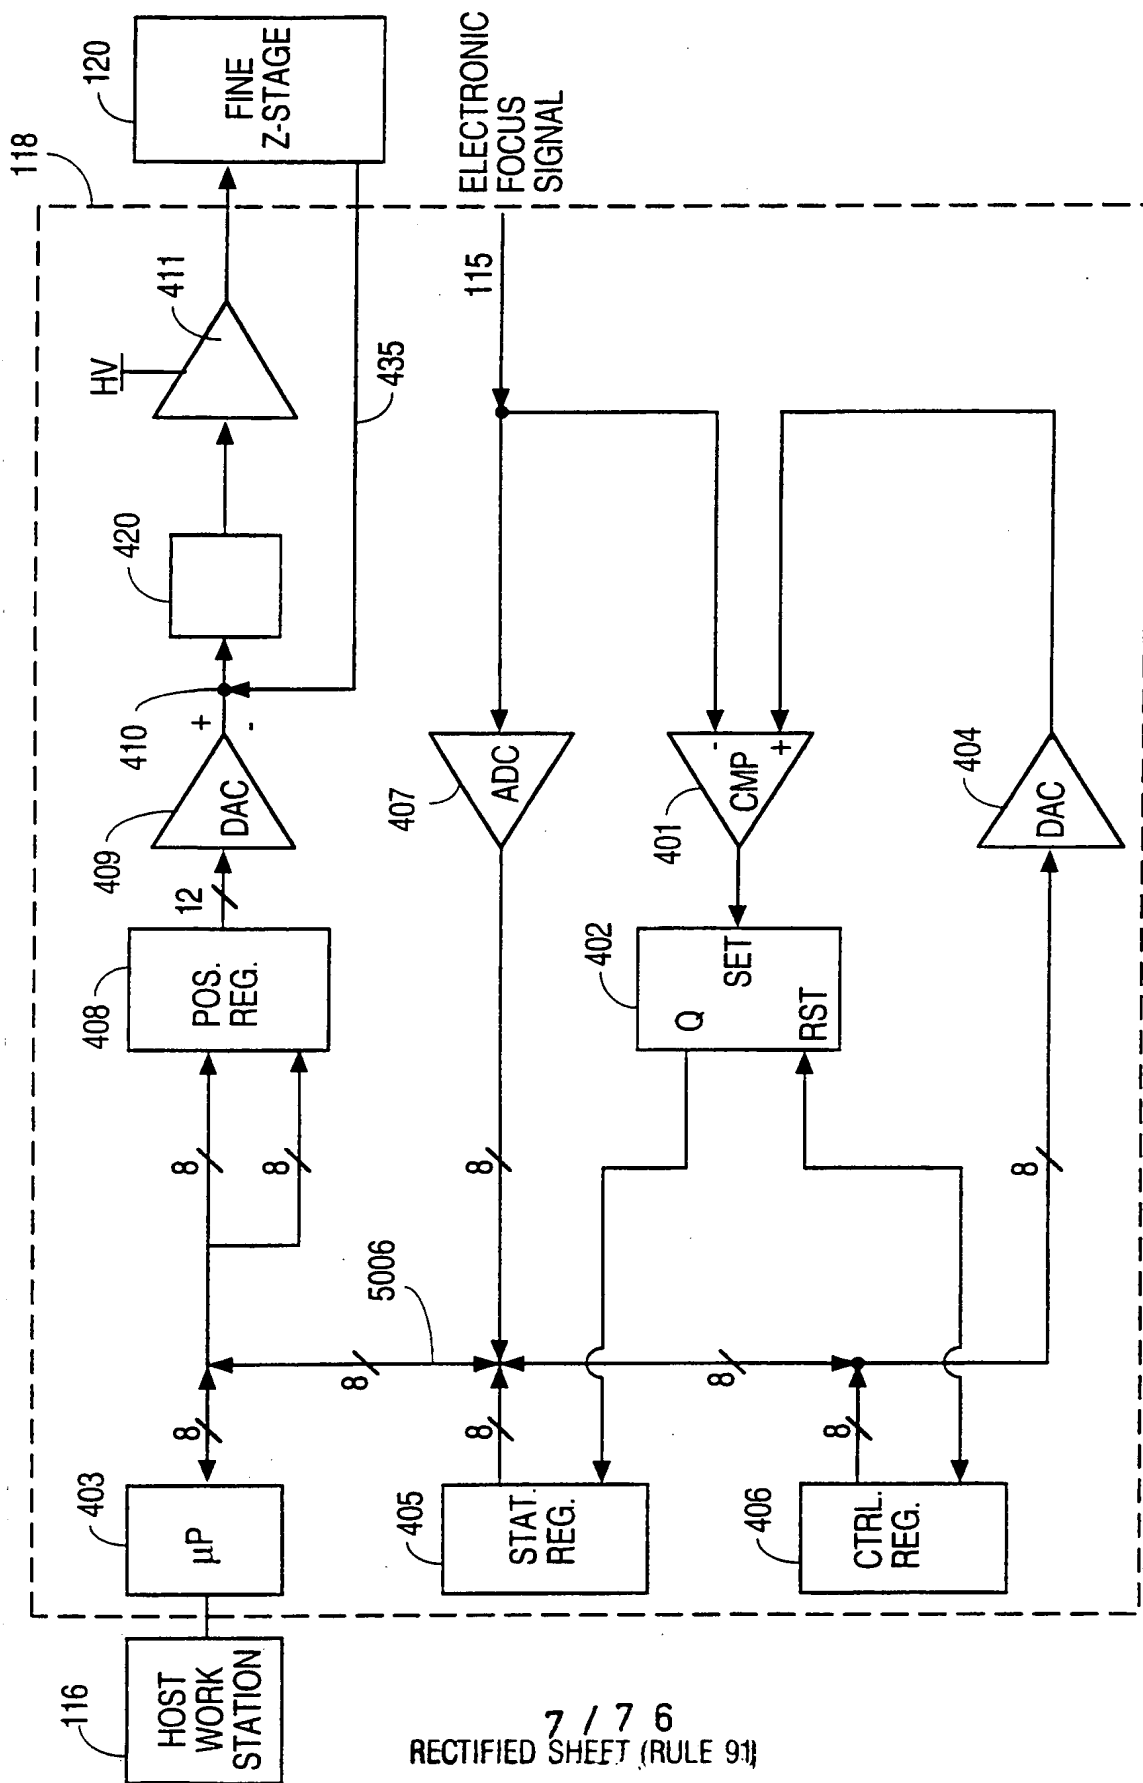 118
120
FINE
Z-STAGE
HV
411
435
420
410
+
-
409
DAC
12
408
POS.
REG.
8
8
403
µP
8
116
HOST
WORK
STATION
ELECTRONIC
FOCUS
SIGNAL
115
407
ADC
8
5006
8
8
405
STAT.
REG.
-
+
CMP
401
402
Q
SET
RST
8
8
406
CTRL.
REG.
404
DAC
8
7 / 7 6
RECTIFIED SHEET (RULE 91)